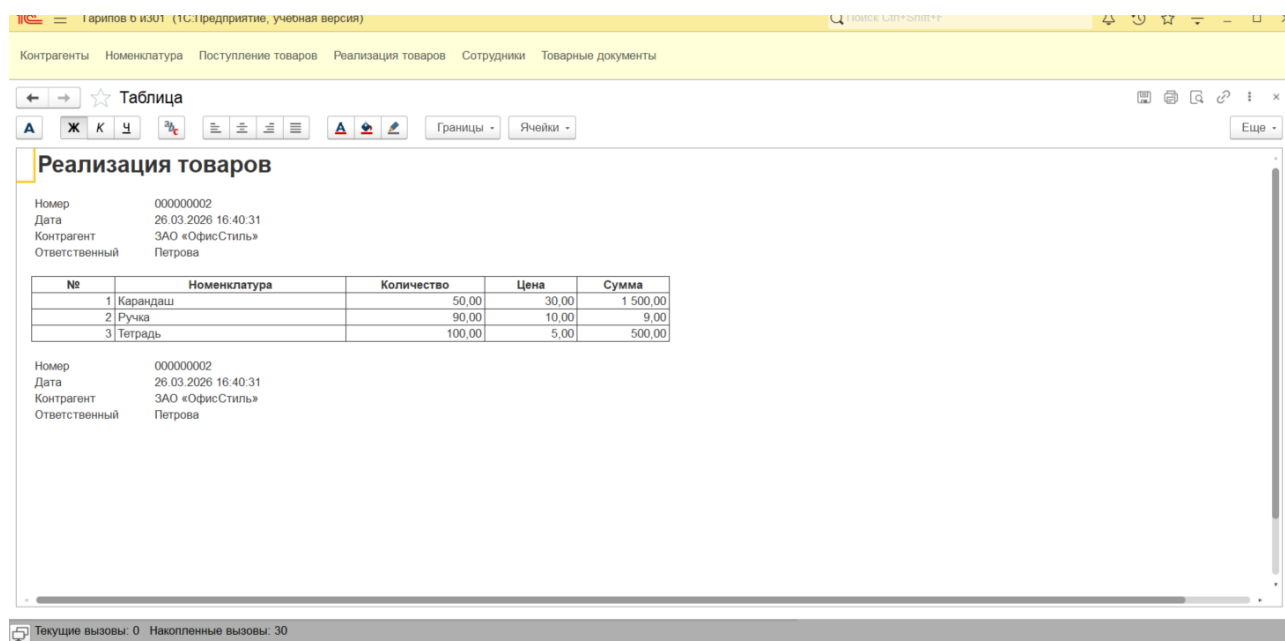 Гарипов 6 из01 (1С:Предприятие, учебная версия) Поиск Ctrl+Shift+F
Контрагенты Номенклатура Поступление товаров Реализация товаров Сотрудники Товарные документы
Таблица
А Ж К Ч Границы Ячейки Еще
Реализация товаров
Номер 000000002
Дата 26.03.2026 16:40:31
Контрагент ЗАО «ОфисСтиль»
Ответственный Петрова
№ Номенклатура Количество Цена Сумма
1 Карандаш 50,00 30,00 1 500,00
2 Ручка 90,00 10,00 9,00
3 Тетрадь 100,00 5,00 500,00
Номер 000000002
Дата 26.03.2026 16:40:31
Контрагент ЗАО «ОфисСтиль»
Ответственный Петрова
Текущие вызовы: 0 Накопленные вызовы: 30